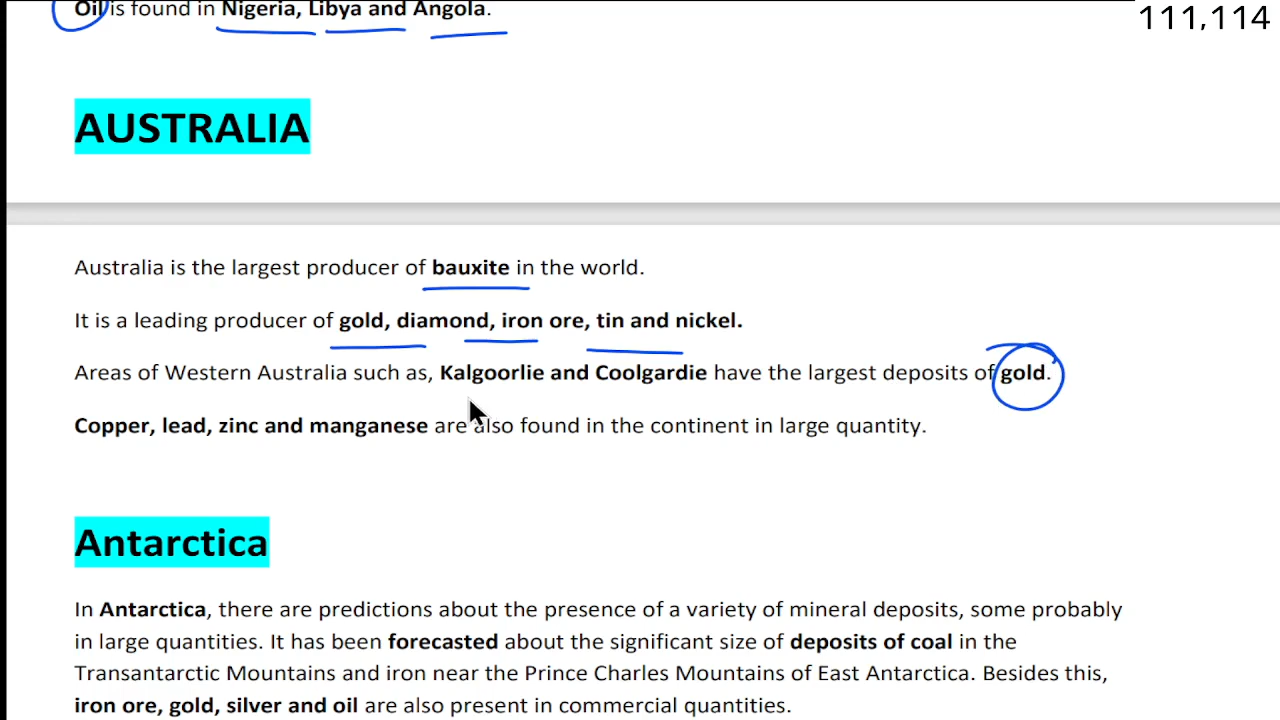 Oil is found in Nigeria, Libya and Angola.
111,114
AUSTRALIA
Australia is the largest producer of bauxite in the world.
It is a leading producer of gold, diamond, iron ore, tin and nickel.
Areas of Western Australia such as, Kalgoorlie and Coolgardie have the largest deposits of gold.
Copper, lead, zinc and manganese are also found in the continent in large quantity.
Antarctica
In Antarctica, there are predictions about the presence of a variety of mineral deposits, some probably
in large quantities. It has been forecasted about the significant size of deposits of coal in the
Transantarctic Mountains and iron near the Prince Charles Mountains of East Antarctica. Besides this,
iron ore, gold, silver and oil are also present in commercial quantities.